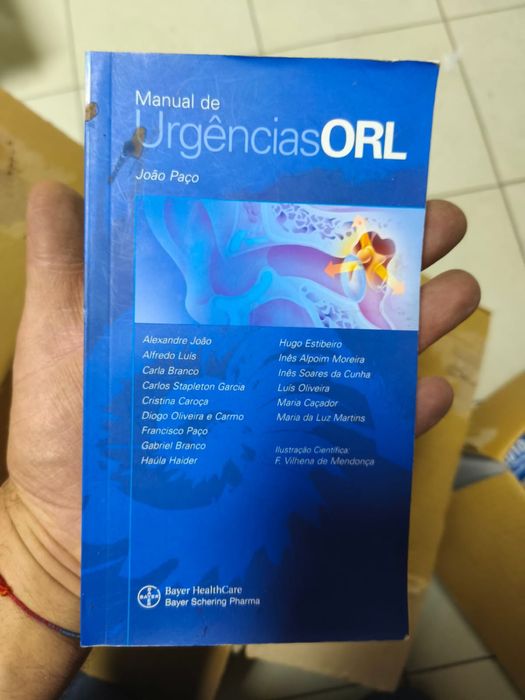 Manual de
UrgênciasORL
João Paço
Alexandre João
Alfredo Luís
Carla Branco
Carlos Stapleton Garcia
Cristina Caroça
Diogo Oliveira e Carmo
Francisco Paço
Gabriel Branco
Haúla Haider
Hugo Estibeiro
Inês Alpoim Moreira
Inês Soares da Cunha
Luís Oliveira
Maria Caçador
Maria da Luz Martins
Ilustração Científica:
F. Vilhena de Mendonça
BAYER
Bayer HealthCare
Bayer Schering Pharma